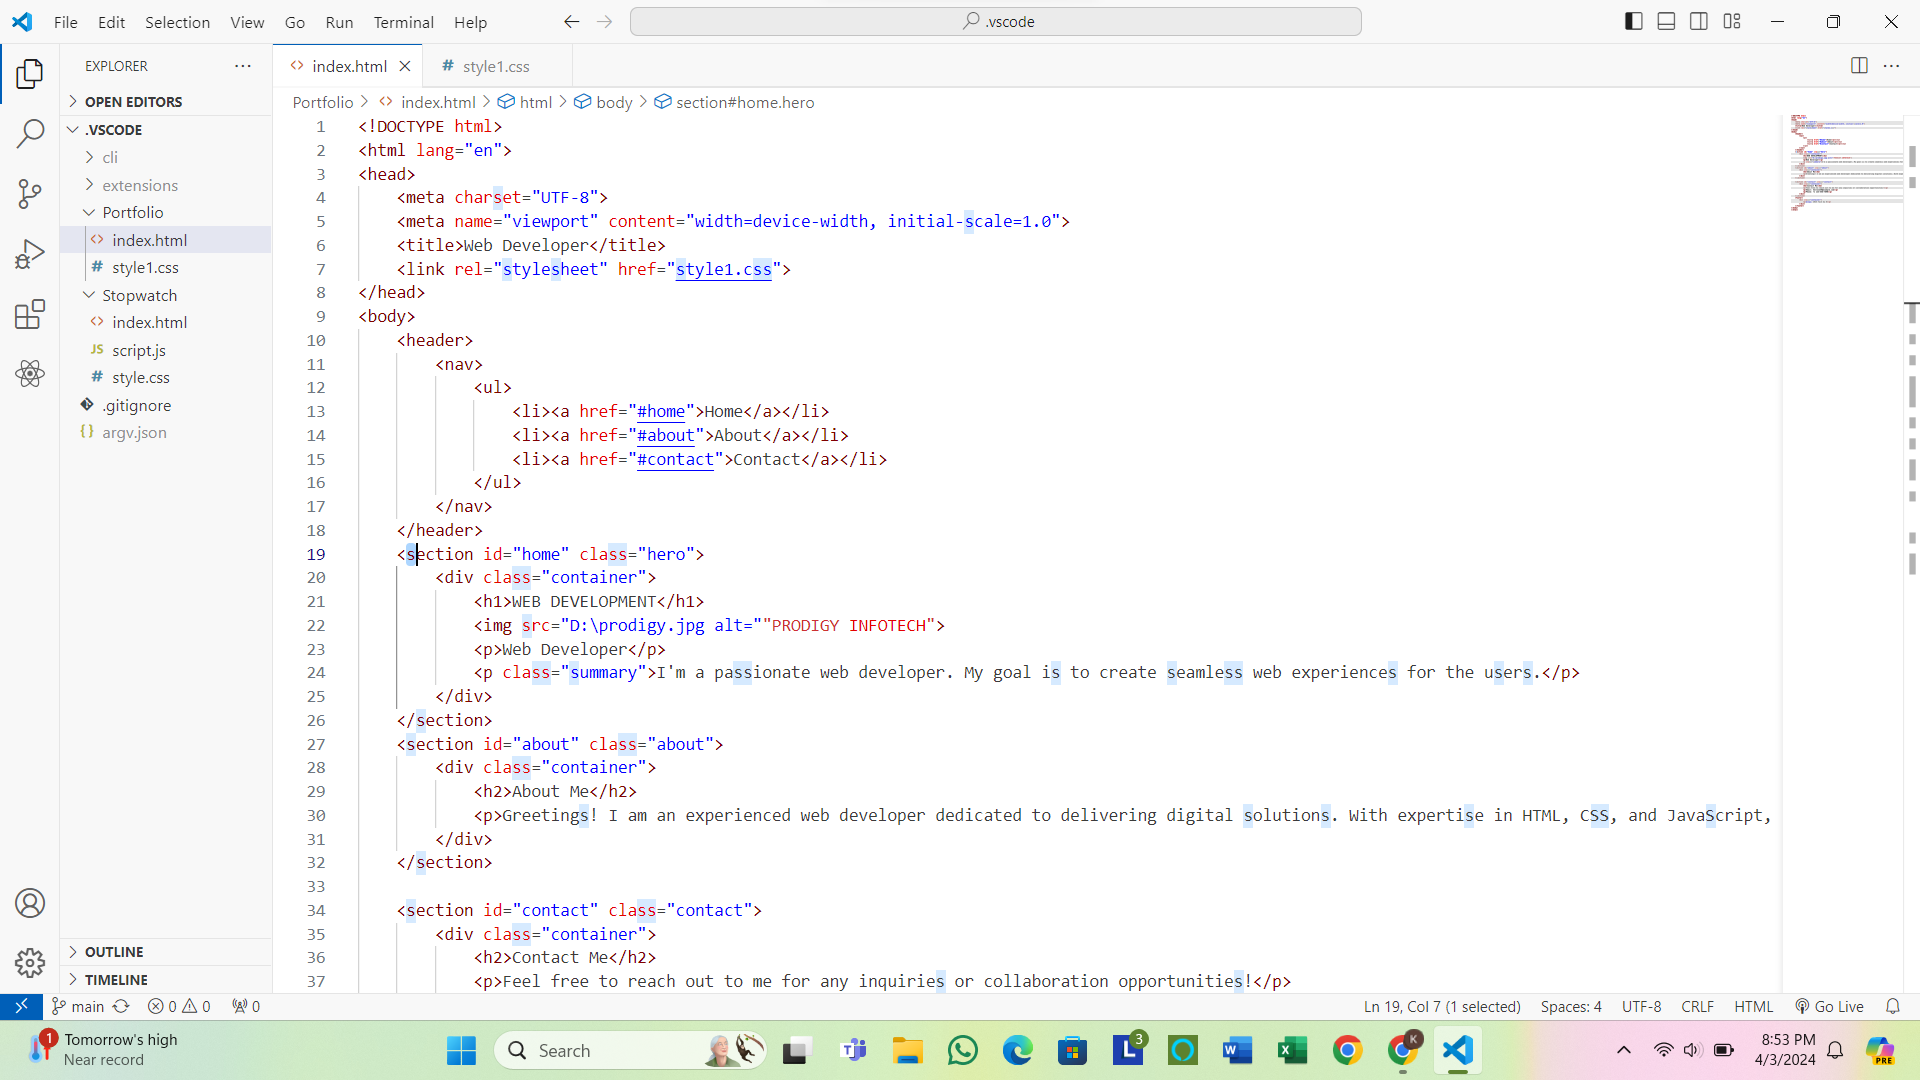 File Edit Selection View Go Run Terminal Help
.vscode
EXPLORER
OPEN EDITORS
.VSCODE
cli
extensions
Portfolio
index.html
style1.css
Stopwatch
index.html
script.js
style.css
.gitignore
argv.json
OUTLINE
TIMELINE
index.html
style1.css
Portfolio > index.html > html > body > section#home.hero
1 <!DOCTYPE html>
2 <html lang="en">
3 <head>
4 <meta charset="UTF-8">
5 <meta name="viewport" content="width=device-width, initial-scale=1.0">
6 <title>Web Developer</title>
7 <link rel="stylesheet" href="style1.css">
8 </head>
9 <body>
10 <header>
11 <nav>
12 <ul>
13 <li><a href="#home">Home</a></li>
14 <li><a href="#about">About</a></li>
15 <li><a href="#contact">Contact</a></li>
16 </ul>
17 </nav>
18 </header>
19 <section id="home" class="hero">
20 <div class="container">
21 <h1>WEB DEVELOPMENT</h1>
22 <img src="D:\prodigy.jpg alt=""PRODIGY INFOTECH">
23 <p>Web Developer</p>
24 <p class="summary">I'm a passionate web developer. My goal is to create seamless web experiences for the users.</p>
25 </div>
26 </section>
27 <section id="about" class="about">
28 <div class="container">
29 <h2>About Me</h2>
30 <p>Greetings! I am an experienced web developer dedicated to delivering digital solutions. With expertise in HTML, CSS, and JavaScript,
31 </div>
32 </section>
33
34 <section id="contact" class="contact">
35 <div class="container">
36 <h2>Contact Me</h2>
37 <p>Feel free to reach out to me for any inquiries or collaboration opportunities!</p>
main 0 0 0 Ln 19, Col 7 (1 selected) Spaces: 4 UTF-8 CRLF HTML Go Live
1 Tomorrow's high
Near record
Search
3
K
8:53 PM
4/3/2024
PRE